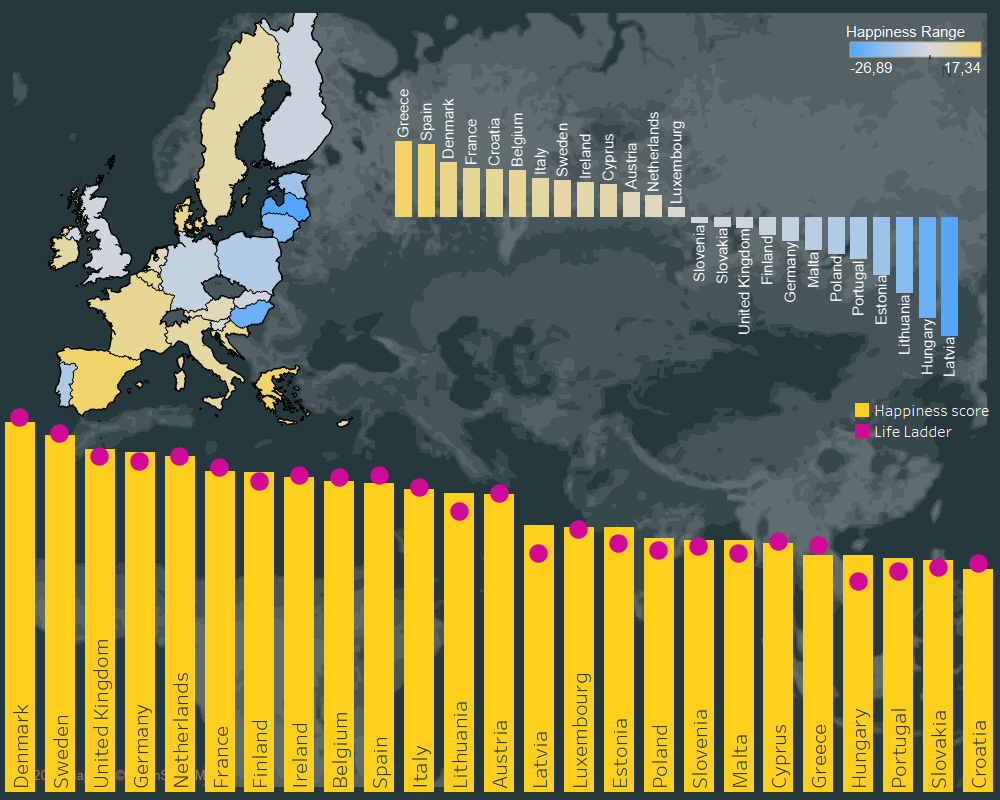 Happiness Range
-26,89
17,34
Greece
Spain
Denmark
France
Croatia
Belgium
Italy
Sweden
Ireland
Cyprus
Austria
Netherlands
Luxembourg
Slovenia
Slovakia
United Kingdom
Finland
Germany
Malta
Poland
Portugal
Estonia
Lithuania
Hungary
Latvia
Happiness score
Life Ladder
Denmark
Sweden
United Kingdom
Germany
Netherlands
France
Finland
Ireland
Belgium
Spain
Italy
Lithuania
Austria
Latvia
Luxembourg
Estonia
Poland
Slovenia
Malta
Cyprus
Greece
Hungary
Portugal
Slovakia
Croatia